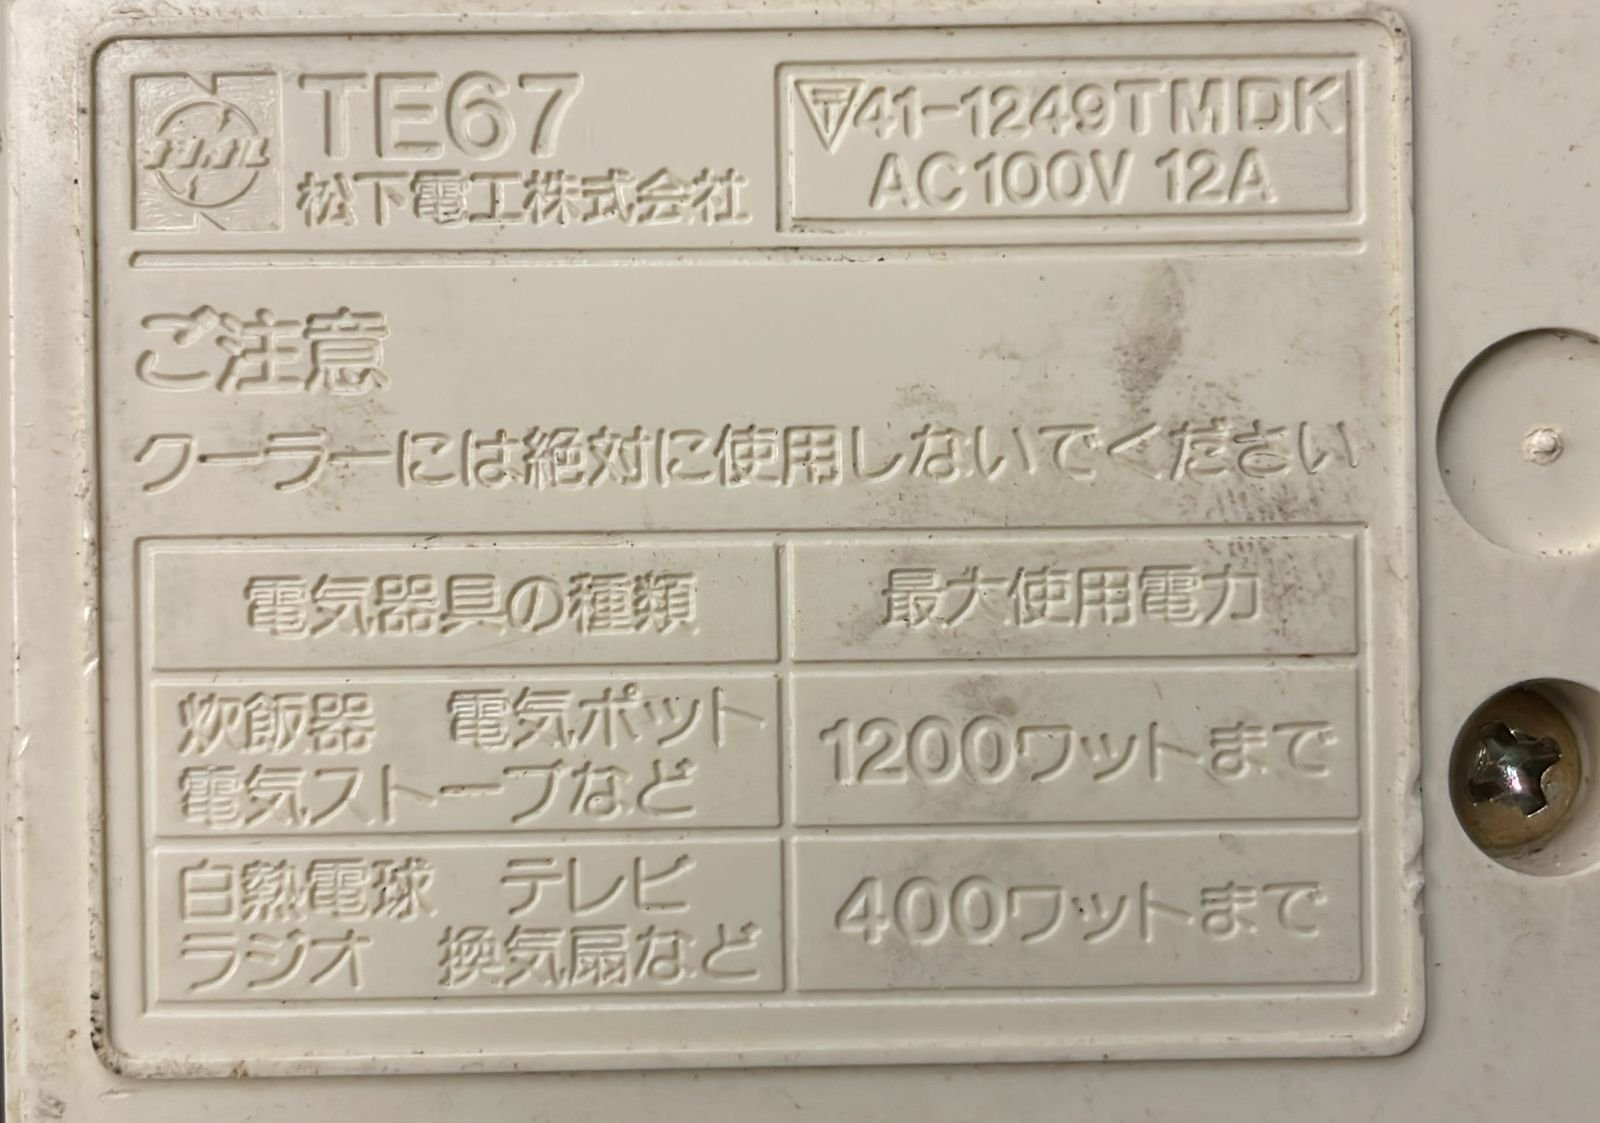 National
TE67
松下電工株式会社
〒41-1249TMDK
AC100V 12A
ご注意
クーラーには絶対に使用しないでください
電気器具の種類
最大使用電力
炊飯器 電気ポット
電気ストーブなど
1200ワットまで
白熱電球 テレビ
ラジオ 換気扇など
400ワットまで